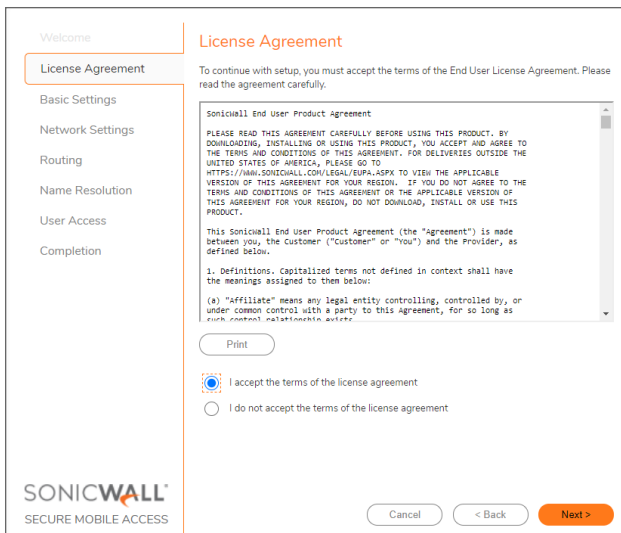 Welcome
License Agreement
Basic Settings
Network Settings
Routing
Name Resolution
User Access
Completion
SONICWALL
SECURE MOBILE ACCESS
License Agreement
To continue with setup, you must accept the terms of the End User License Agreement. Please
read the agreement carefully.
SonicWall End User Product Agreement
PLEASE READ THIS AGREEMENT CAREFULLY BEFORE USING THIS PRODUCT. BY
DOWNLOADING, INSTALLING OR USING THIS PRODUCT, YOU ACCEPT AND AGREE TO
THE TERMS AND CONDITIONS OF THIS AGREEMENT. FOR DELIVERIES OUTSIDE THE
UNITED STATES OF AMERICA, PLEASE GO TO
HTTPS://WWW.SONICWALL.COM/LEGAL/EUPA.ASPX TO VIEW THE APPLICABLE
VERSION OF THIS AGREEMENT FOR YOUR REGION. IF YOU DO NOT AGREE TO THE
TERMS AND CONDITIONS OF THIS AGREEMENT OR THE APPLICABLE VERSION OF
THIS AGREEMENT FOR YOUR REGION, DO NOT DOWNLOAD, INSTALL OR USE THIS
PRODUCT.
This SonicWall End User Product Agreement (the "Agreement") is made
between you, the Customer ("Customer" or "You") and the Provider, as
defined below.
1. Definitions. Capitalized terms not defined in context shall have
the meanings assigned to them below:
(a) "Affiliate" means any legal entity controlling, controlled by, or
under common control with a party to this Agreement, for so long as
such control relationship exists
Print
I accept the terms of the license agreement
I do not accept the terms of the license agreement
Cancel
< Back
Next >